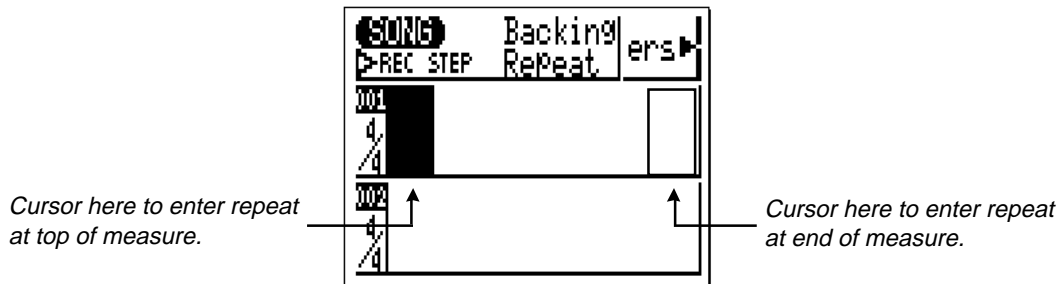 SONG Backing ers
REC STEP Repeat
001
4/4
002
4/4
Cursor here to enter repeat
at top of measure.
Cursor here to enter repeat
at end of measure.